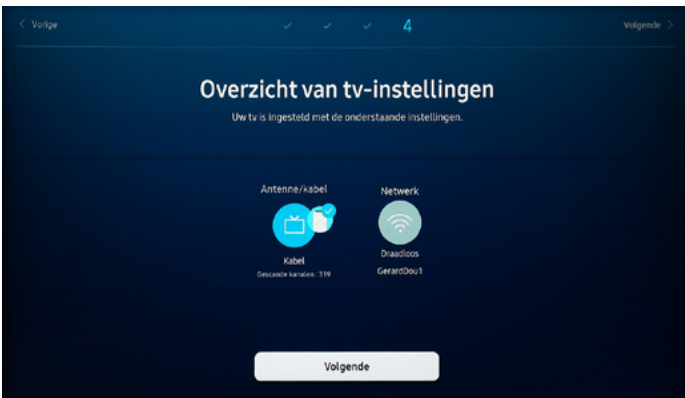 Vorige
4
Volgende
Overzicht van tv-instellingen
Uw tv is ingesteld met de onderstaande instellingen.
Antenne/kabel
Netwerk
Kabel
Gescande kanalen: 319
Draadloos
GerardDou1
Volgende